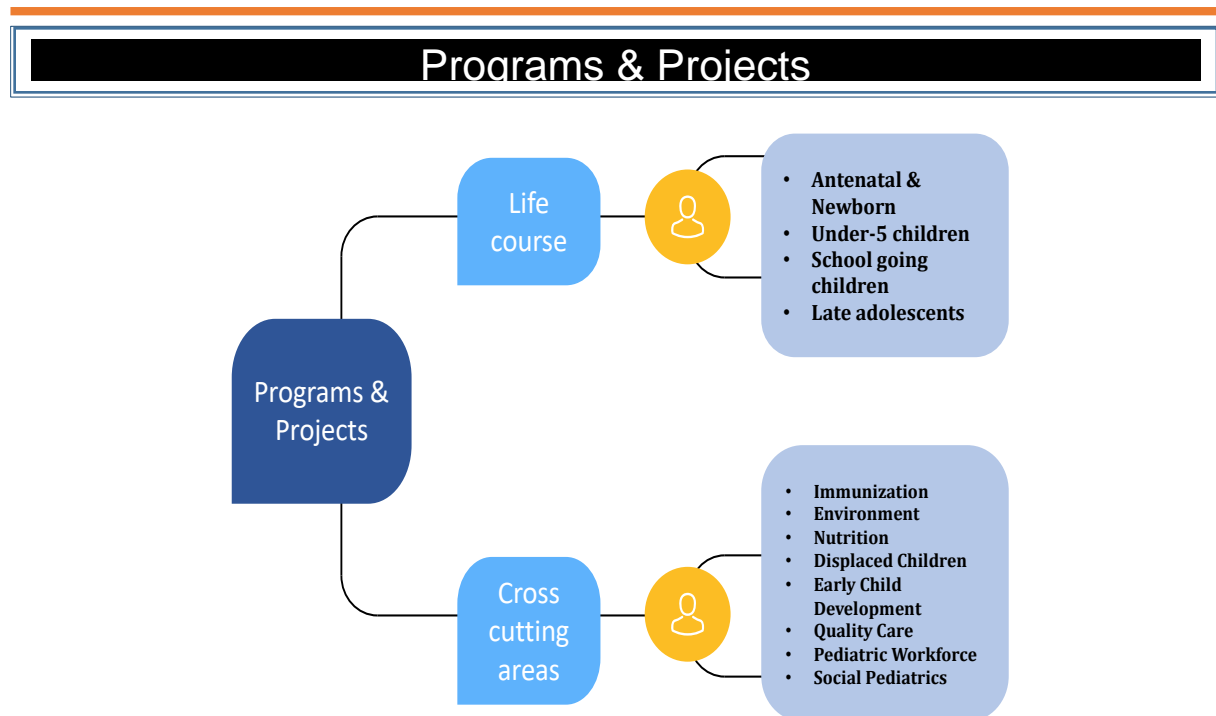 Programs & Projects
Life
course
• Antenatal &
Newborn
• Under-5 children
• School going
children
• Late adolescents
Programs &
Projects
Cross
cutting
areas
• Immunization
• Environment
• Nutrition
• Displaced Children
• Early Child
Development
• Quality Care
• Pediatric Workforce
• Social Pediatrics